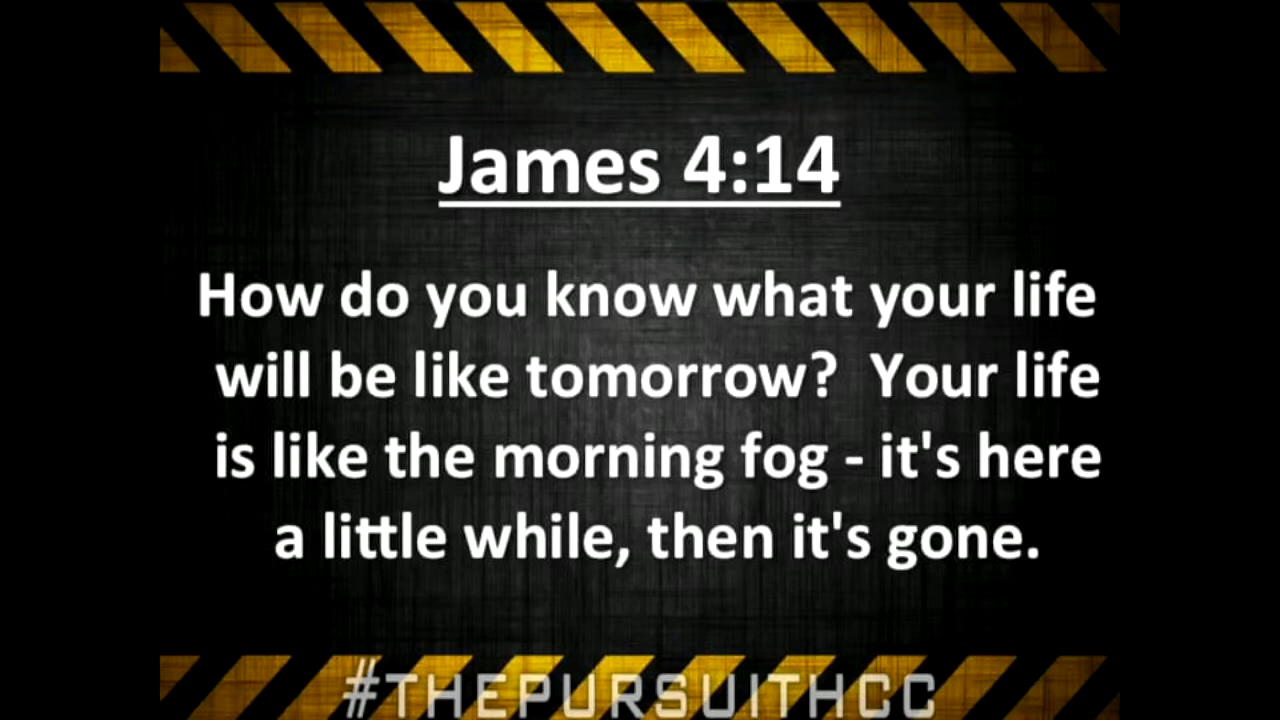 James 4:14
How do you know what your life
will be like tomorrow?  Your life
is like the morning fog - it's here
a little while, then it's gone.
#THEPURSUITHCC